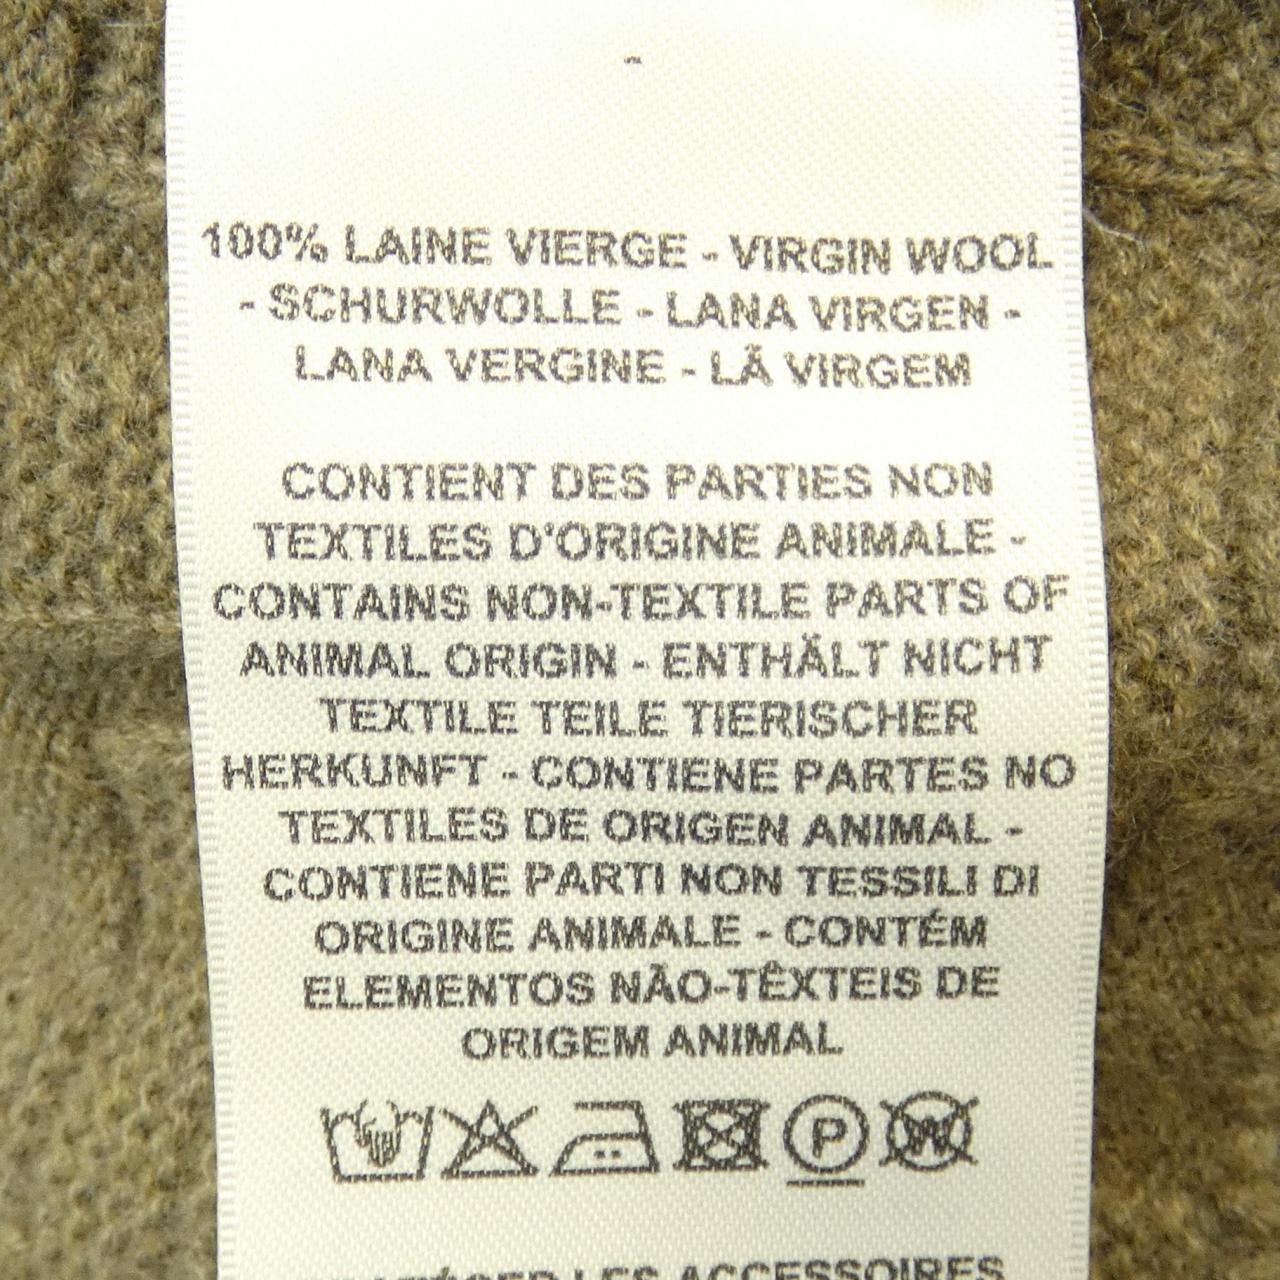 -
100% LAINE VIERGE - VIRGIN WOOL
- SCHURWOLLE - LANA VIRGEN -
LANA VERGINE - LÃ VIRGEM
CONTIENT DES PARTIES NON
TEXTILES D'ORIGINE ANIMALE -
CONTAINS NON-TEXTILE PARTS OF
ANIMAL ORIGIN - ENTHÄLT NICHT
TEXTILE TEILE TIERISCHER
HERKUNFT - CONTIENE PARTES NO
TEXTILES DE ORIGEN ANIMAL -
CONTIENE PARTI NON TESSILI DI
ORIGINE ANIMALE - CONTÉM
ELEMENTOS NÃO-TÊXTEIS DE
ORIGEM ANIMAL
P W
LES ACCESSOIRES